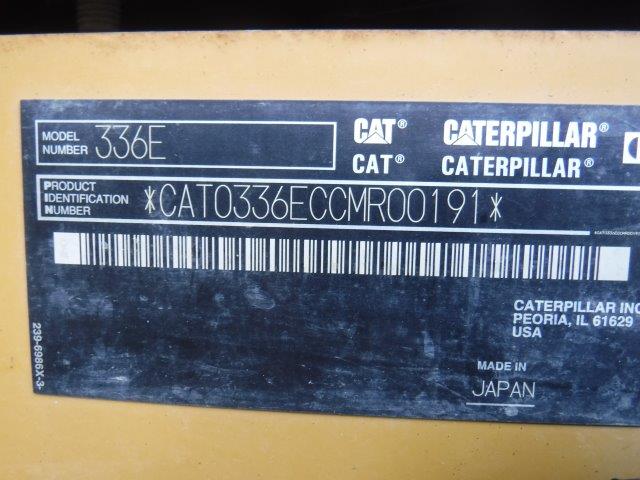 MODEL NUMBER 336E
CAT® CATERPILLAR®
CAT® CATERPILLAR®
PRODUCT IDENTIFICATION NUMBER *CAT0336ECCMR00191*
CATERPILLAR INC
PEORIA, IL 61629
USA
MADE IN
JAPAN
239-6986X-3